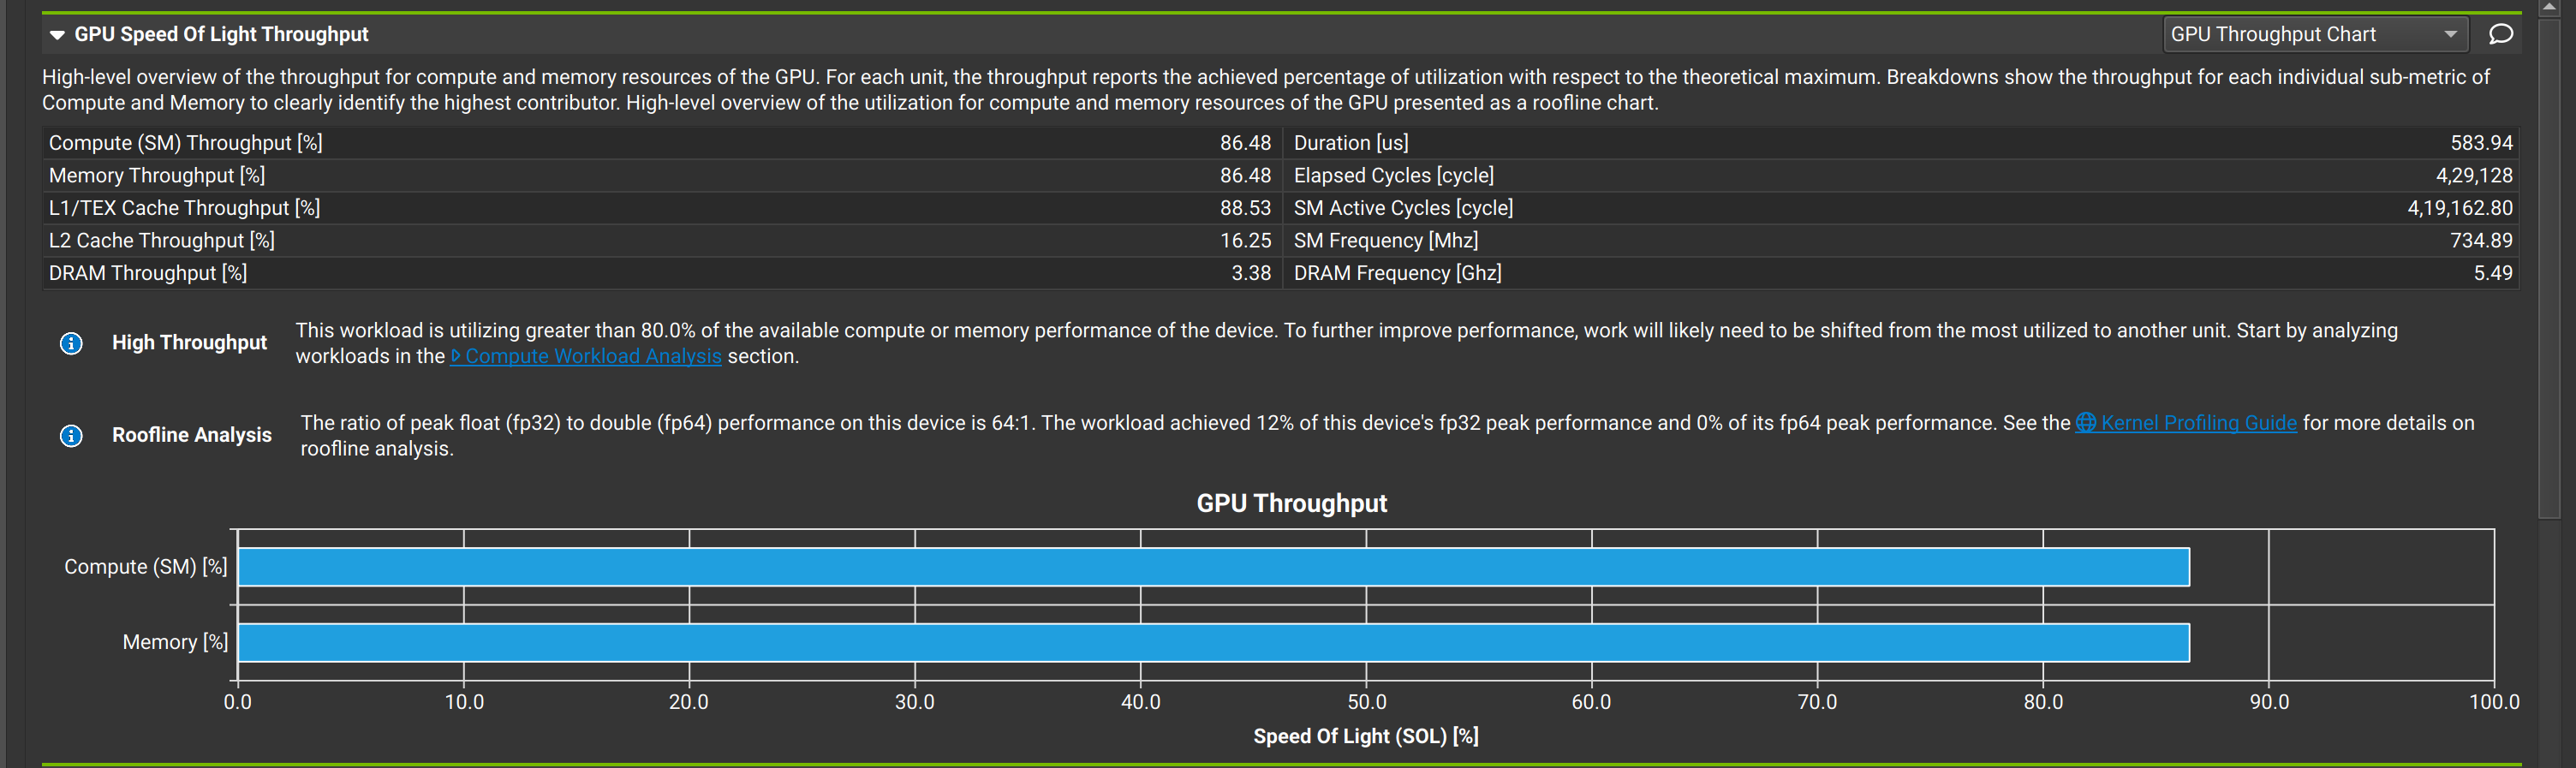 GPU Speed Of Light Throughput
GPU Throughput Chart
High-level overview of the throughput for compute and memory resources of the GPU. For each unit, the throughput reports the achieved percentage of utilization with respect to the theoretical maximum. Breakdowns show the throughput for each individual sub-metric of
Compute and Memory to clearly identify the highest contributor. High-level overview of the utilization for compute and memory resources of the GPU presented as a roofline chart.
Compute (SM) Throughput [%] 86.48 Duration [us] 583.94
Memory Throughput [%] 86.48 Elapsed Cycles [cycle] 4,29,128
L1/TEX Cache Throughput [%] 88.53 SM Active Cycles [cycle] 4,19,162.80
L2 Cache Throughput [%] 16.25 SM Frequency [Mhz] 734.89
DRAM Throughput [%] 3.38 DRAM Frequency [Ghz] 5.49
High Throughput
This workload is utilizing greater than 80.0% of the available compute or memory performance of the device. To further improve performance, work will likely need to be shifted from the most utilized to another unit. Start by analyzing
workloads in the Compute Workload Analysis section.
Roofline Analysis
The ratio of peak float (fp32) to double (fp64) performance on this device is 64:1. The workload achieved 12% of this device's fp32 peak performance and 0% of its fp64 peak performance. See the Kernel Profiling Guide for more details on
roofline analysis.
GPU Throughput
Compute (SM) [%]
Memory [%]
0.0 10.0 20.0 30.0 40.0 50.0 60.0 70.0 80.0 90.0 100.0
Speed Of Light (SOL) [%]